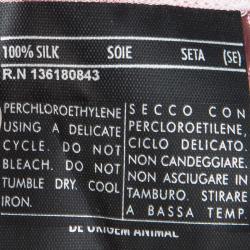 100% SILK SOIE SETA (SE)
R.N 136180843
PERCHLOROETHYLENE
USING A DELICATE
CYCLE. DO NOT
BLEACH. DO NOT
TUMBLE DRY. COOL
IRON.
SECCO CON
PERCLOROETILENE.
CICLO DELICATO.
NON CANDEGGIARE.
NON ASCIUGARE IN
TAMBURO. STIRARE
A BASSA TEMP.
DE ORIGEM ANIMAL